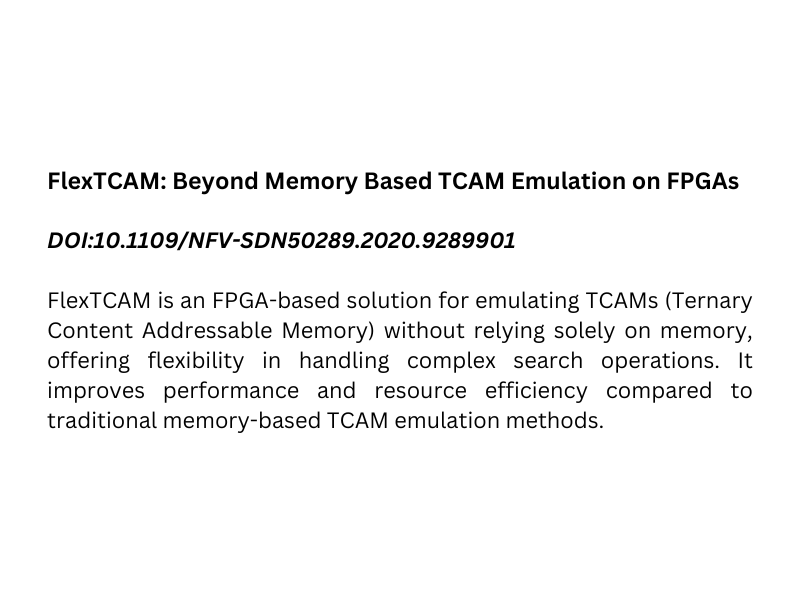 FlexTCAM: Beyond Memory Based TCAM Emulation on FPGAs
DOI:10.1109/NFV-SDN50289.2020.9289901
FlexTCAM is an FPGA-based solution for emulating TCAMs (Ternary
Content Addressable Memory) without relying solely on memory,
offering flexibility in handling complex search operations. It
improves performance and resource efficiency compared to
traditional memory-based TCAM emulation methods.